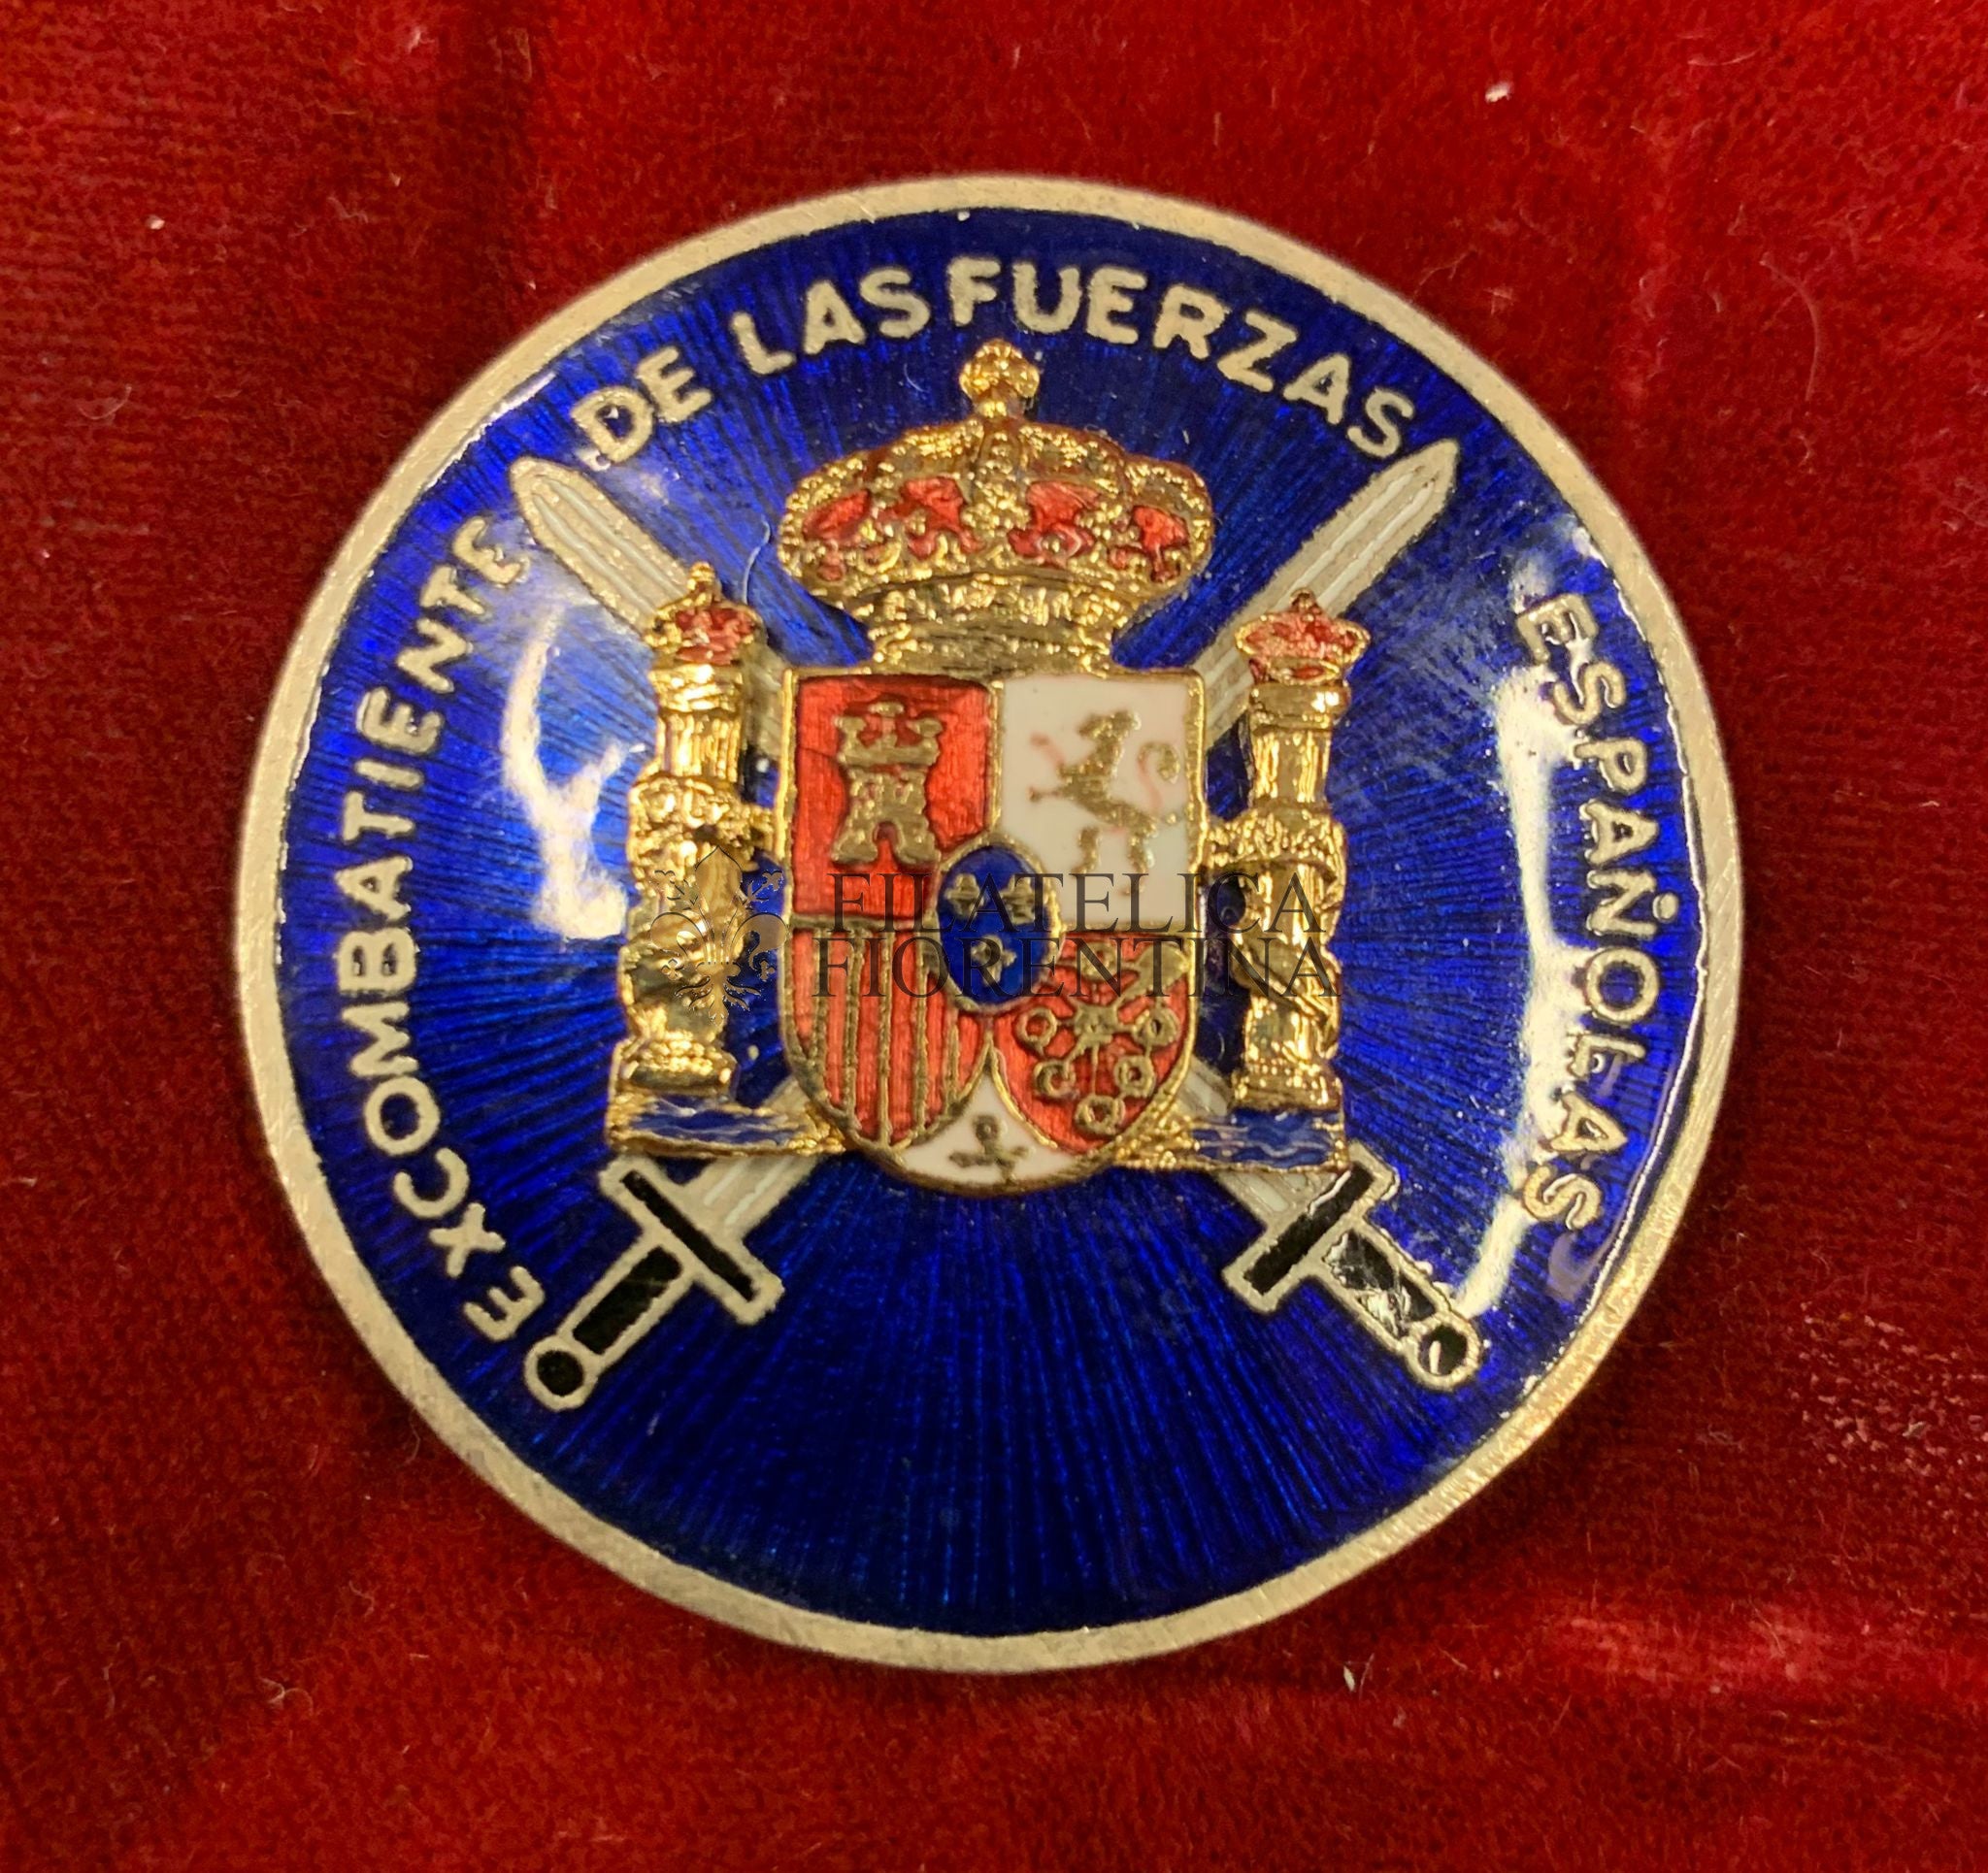 EXCOMBATIENTE DE LAS FUERZAS ESPAÑOLAS
FILATELICA
FIORENTINA